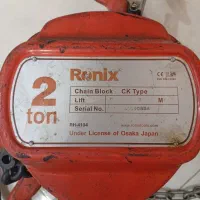 Ronix®
CE
2
ton
Chain Block CK Type
Lift M
Serial No.
Under License of Osaka Japan